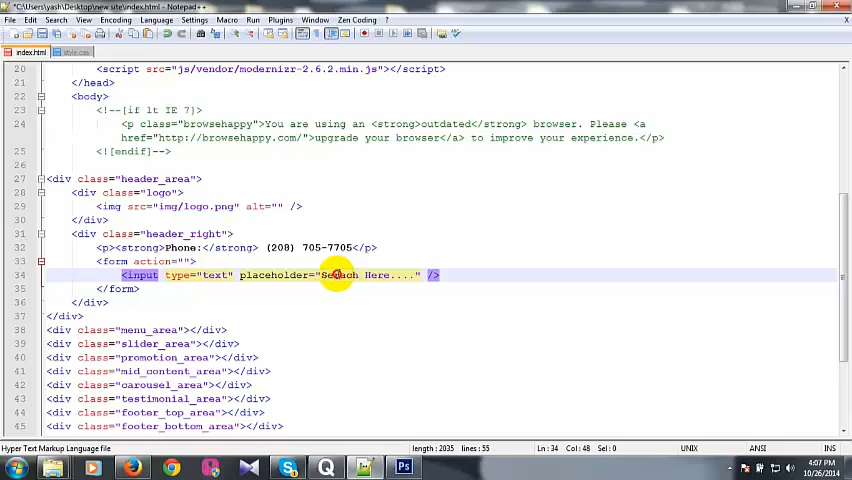 *C:\Users\yash\Desktop\new site\index.html - Notepad++
File Edit Search View Encoding Language Settings Macro Run Plugins Window Zen Coding ?
index.html style.css
20 <script src="js/vendor/modernizr-2.6.2.min.js"></script>
21 </head>
22 <body>
23 <!--[if lt IE 7]>
24 <p class="browsehappy">You are using an <strong>outdated</strong> browser. Please <a
href="http://browsehappy.com/">upgrade your browser</a> to improve your experience.</p>
25 <![endif]-->
26
27 <div class="header_area">
28 <div class="logo">
29 <img src="img/logo.png" alt="" />
30 </div>
31 <div class="header_right">
32 <p><strong>Phone:</strong> (208) 705-7705</p>
33 <form action="">
34 <input type="text" placeholder=" Here...." />
35 </form>
36 </div>
37 </div>
38 <div class="menu_area"></div>
39 <div class="slider_area"></div>
40 <div class="promotion_area"></div>
41 <div class="mid_content_area"></div>
42 <div class="carousel_area"></div>
43 <div class="testimonial_area"></div>
44 <div class="footer_top_area"></div>
45 <div class="footer_bottom_area"></div>
Hyper Text Markup Language file length : 2035 lines : 55 Ln : 34 Col : 48 Sel : 0 UNIX ANSI INS
4:07 PM
10/26/2014